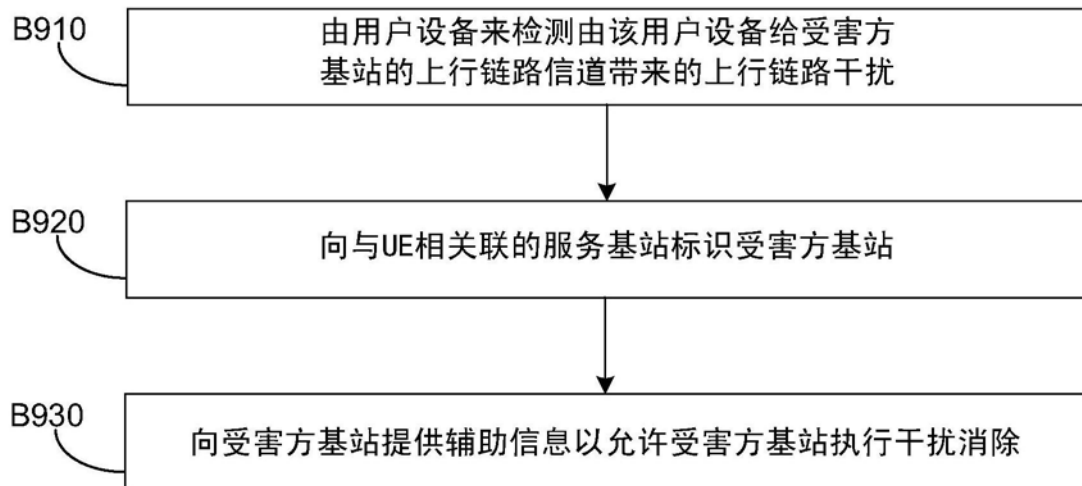 B910
由用户设备来检测由该用户设备给受害方
基站的上行链路信道带来的上行链路干扰
B920
向与UE相关联的服务基站标识受害方基站
B930
向受害方基站提供辅助信息以允许受害方基站执行干扰消除